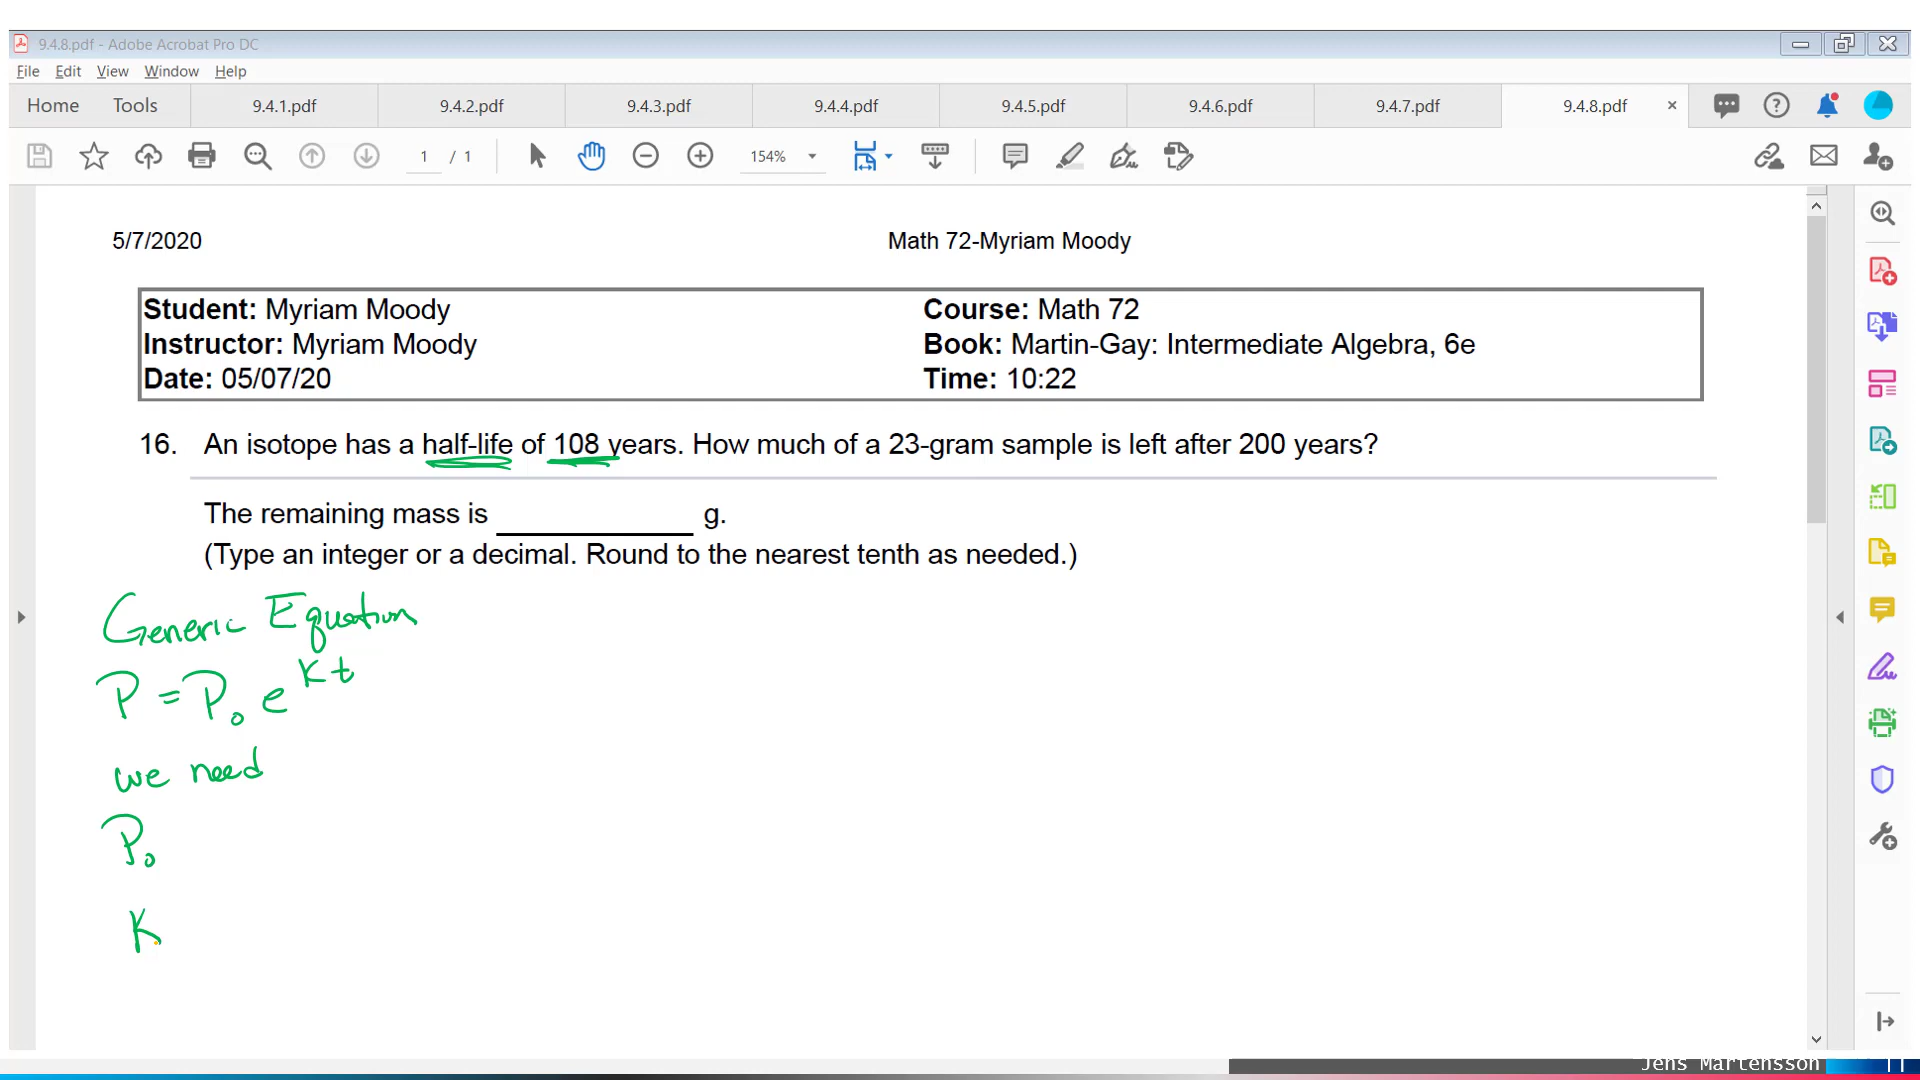 9.4.8.pdf - Adobe Acrobat Pro DC
File Edit View Window Help
Home Tools 9.4.1.pdf 9.4.2.pdf 9.4.3.pdf 9.4.4.pdf 9.4.5.pdf 9.4.6.pdf 9.4.7.pdf 9.4.8.pdf ×
1 / 1 154%
5/7/2020 Math 72-Myriam Moody
Student: Myriam Moody Course: Math 72
Instructor: Myriam Moody Book: Martin-Gay: Intermediate Algebra, 6e
Date: 05/07/20 Time: 10:22
16. An isotope has a half-life of 108 years. How much of a 23-gram sample is left after 200 years?
The remaining mass is ____________ g.
(Type an integer or a decimal. Round to the nearest tenth as needed.)
Generic Equation
P = P₀ e^{Kt}
we need
P₀
K
Jens Martensson 11